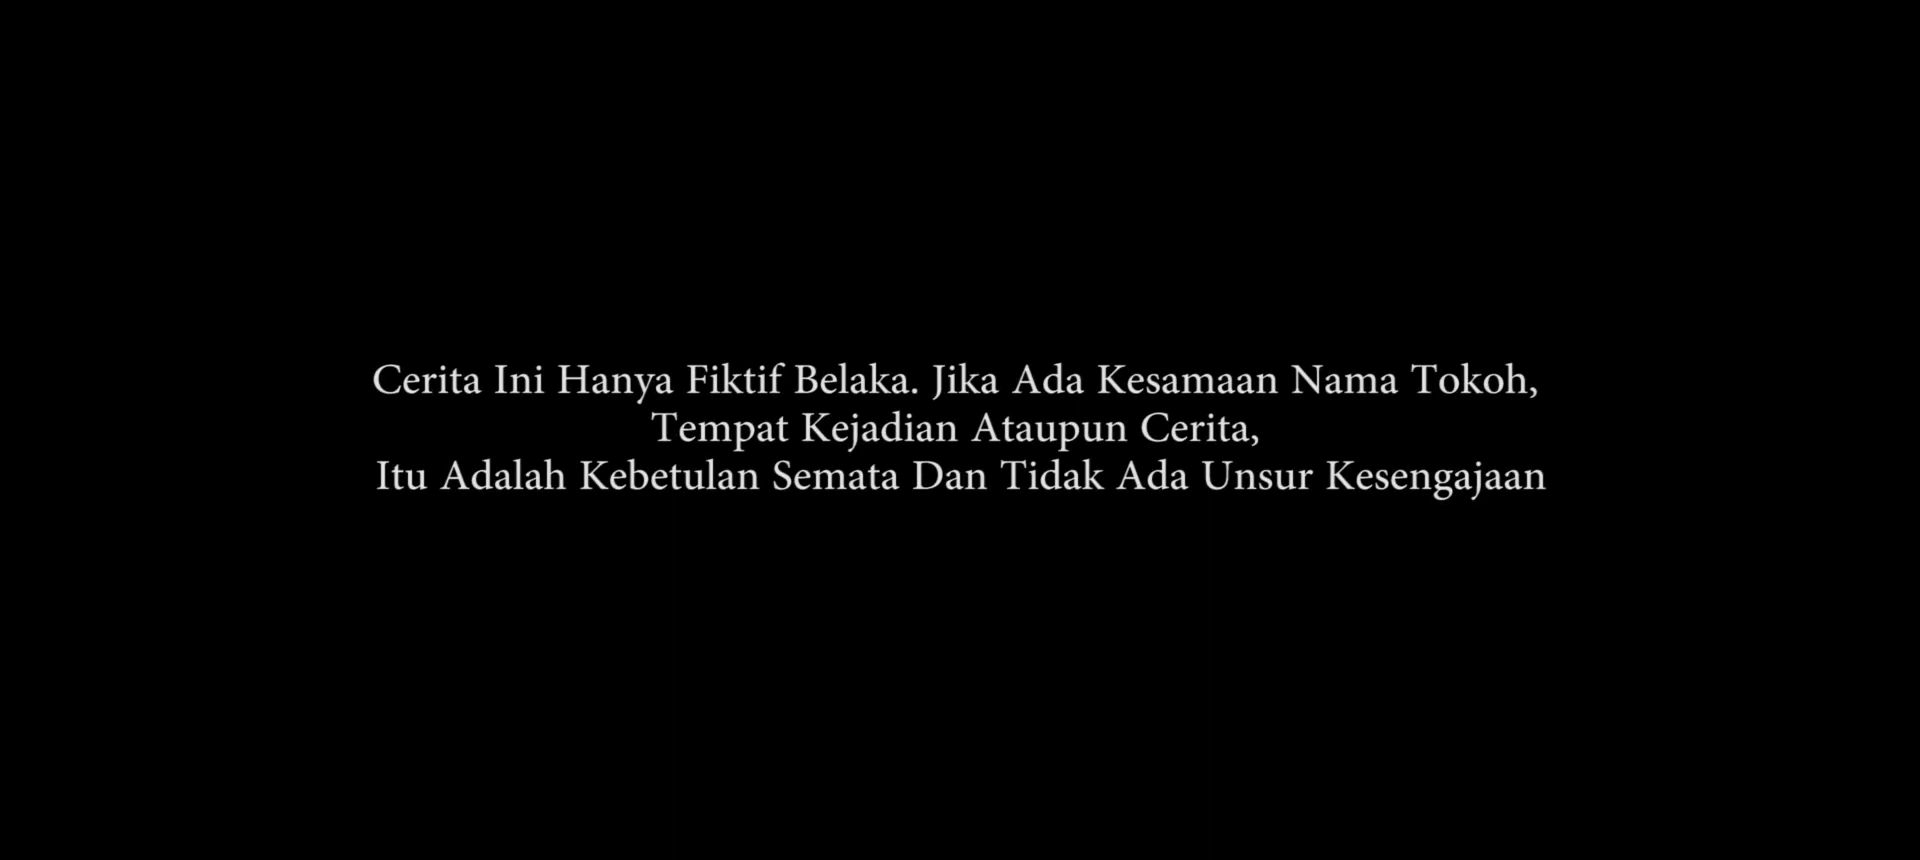 Cerita Ini Hanya Fiktif Belaka. Jika Ada Kesamaan Nama Tokoh,
Tempat Kejadian Ataupun Cerita,
Itu Adalah Kebetulan Semata Dan Tidak Ada Unsur Kesengajaan